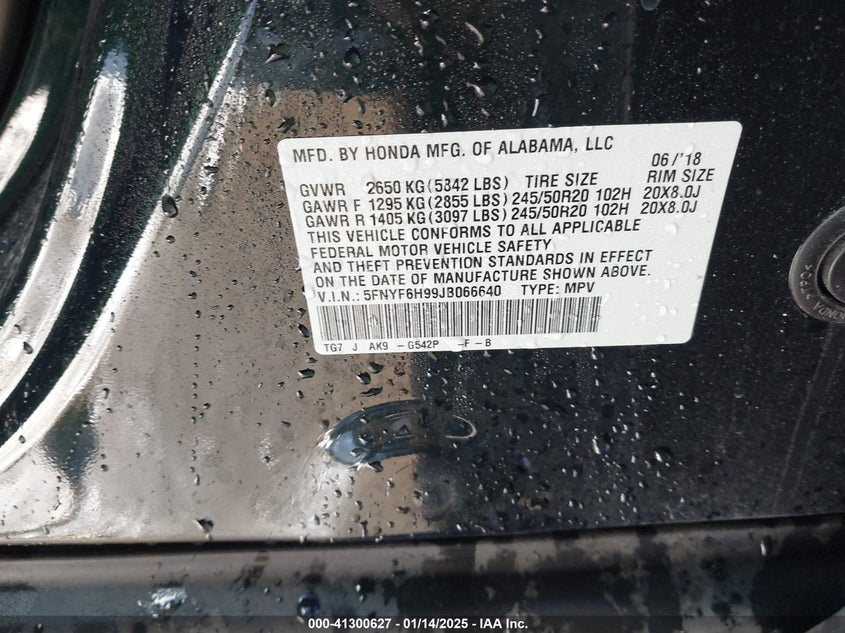 MFD. BY HONDA MFG. OF ALABAMA, LLC 06/'18
GVWR 2650 KG(5842 LBS) TIRE SIZE RIM SIZE
GAWR F 1295 KG(2855 LBS) 245/50R20 102H 20X8.0J
GAWR R 1405 KG(3097 LBS) 245/50R20 102H 20X8.0J
THIS VEHICLE CONFORMS TO ALL APPLICABLE
FEDERAL MOTOR VEHICLE SAFETY
AND THEFT PREVENTION STANDARDS IN EFFECT
ON THE DATE OF MANUFACTURE SHOWN ABOVE.
V.I.N.: 5FNYF6H99JB066640 TYPE: MPV
TG7 J AK9 - G542P -F - B
HONDA
000-41300627 - 01/14/2025 - IAA Inc.